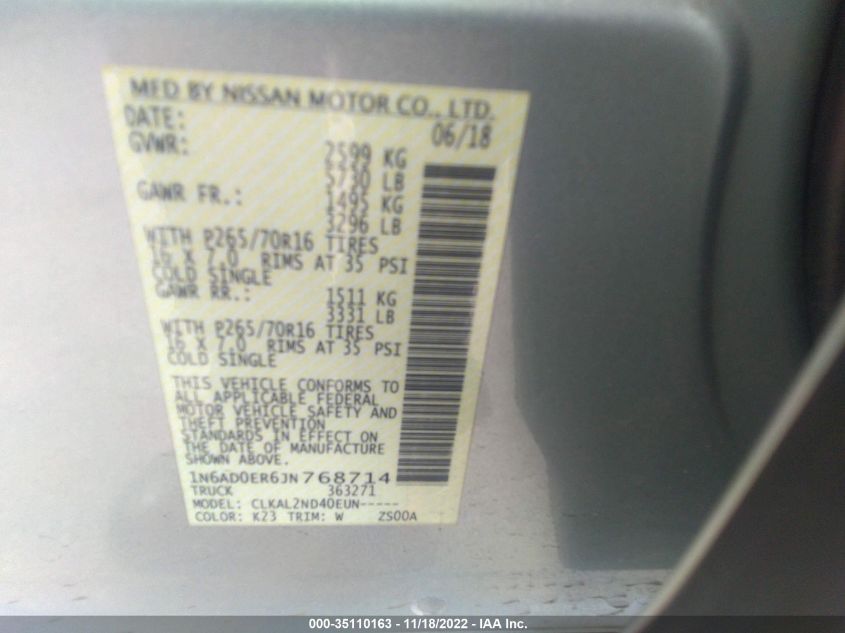 MFD BY NISSAN MOTOR CO., LTD.
DATE: 06/18
GVWR: 2599 KG
5730 LB
GAWR FR.: 1495 KG
3296 LB
WITH P265/70R16 TIRES
16 X 7.0 RIMS AT 35 PSI
COLD SINGLE
GAWR RR.: 1511 KG
3331 LB
WITH P265/70R16 TIRES
16 X 7.0 RIMS AT 35 PSI
COLD SINGLE
THIS VEHICLE CONFORMS TO
ALL APPLICABLE FEDERAL
MOTOR VEHICLE SAFETY AND
THEFT PREVENTION
STANDARDS IN EFFECT ON
THE DATE OF MANUFACTURE
SHOWN ABOVE.
1N6AD0ER6JN768714
TRUCK 363271
MODEL: CLKAL2ND40EUN-----
COLOR: K23 TRIM: W ZS00A
000-35110163 - 11/18/2022 - IAA Inc.